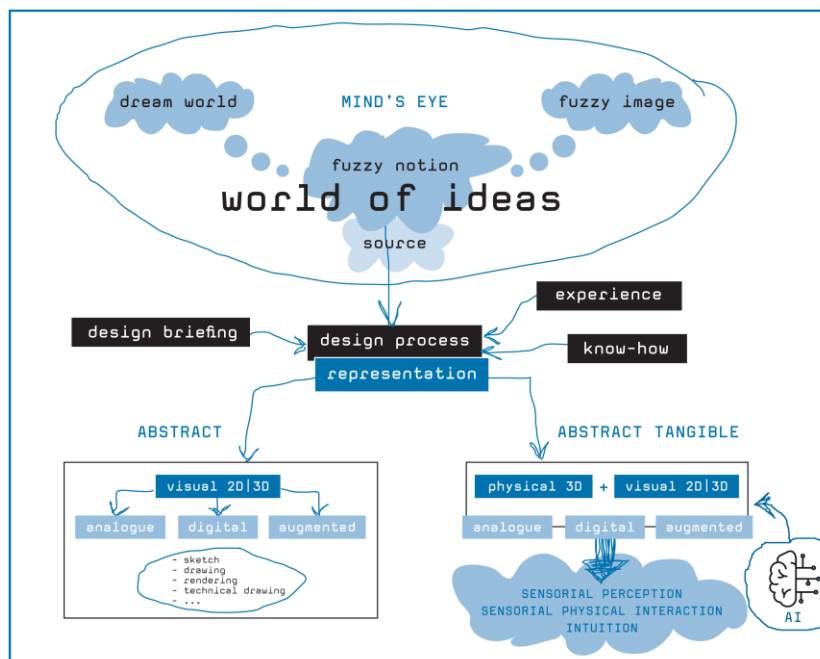 dream world
MIND'S EYE
fuzzy image
fuzzy notion
world of ideas
source
experience
design briefing
design process
know-how
representation
ABSTRACT
ABSTRACT TANGIBLE
visual 2D|3D
physical 3D + visual 2D|3D
analogue digital augmented
analogue digital augmented
- sketch
- drawing
- rendering
- technical drawing
- ...
SENSORIAL PERCEPTION
SENSORIAL PHYSICAL INTERACTION
INTUITION
AI